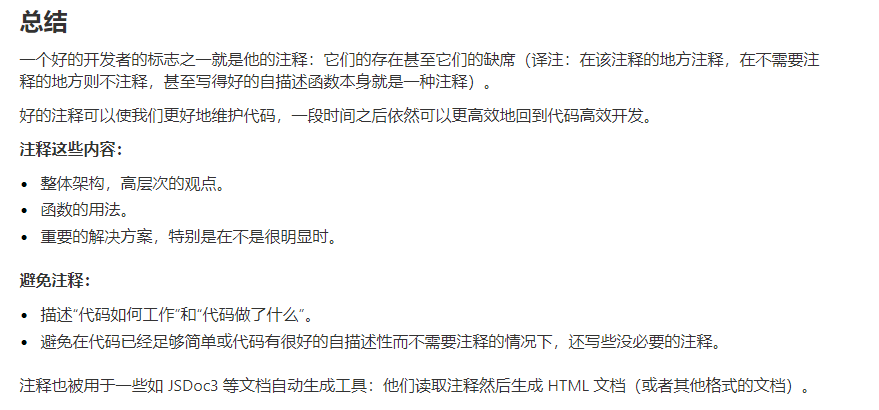 总结
一个好的开发者的标志之一就是他的注释：它们的存在甚至它们的缺席（译注：在该注释的地方注释，在不需要注
释的地方则不注释，甚至写得好的自描述函数本身就是一种注释）。
好的注释可以使我们更好地维护代码，一段时间之后依然可以更高效地回到代码高效开发。
注释这些内容：
• 整体架构，高层次的观点。
• 函数的用法。
• 重要的解决方案，特别是在不是很明显时。
避免注释：
• 描述“代码如何工作”和“代码做了什么”。
• 避免在代码已经足够简单或代码有很好的自描述性而不需要注释的情况下，还写些没必要的注释。
注释也被用于一些如 JSDoc3 等文档自动生成工具：他们读取注释然后生成 HTML 文档（或者其他格式的文档）。